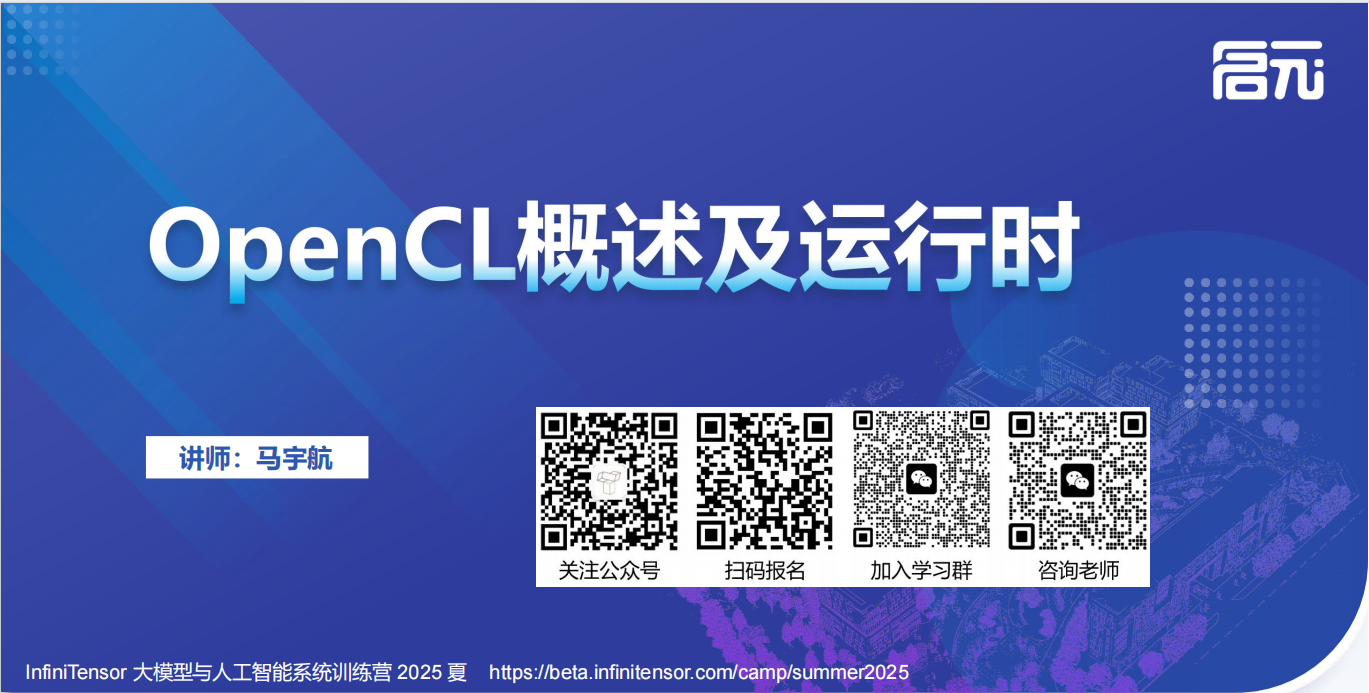 启元
OpenCL概述及运行时
讲师：马宇航
关注公众号
扫码报名
加入学习群
咨询老师
InfiniTensor 大模型与人工智能系统训练营 2025 夏 https://beta.infinitensor.com/camp/summer2025